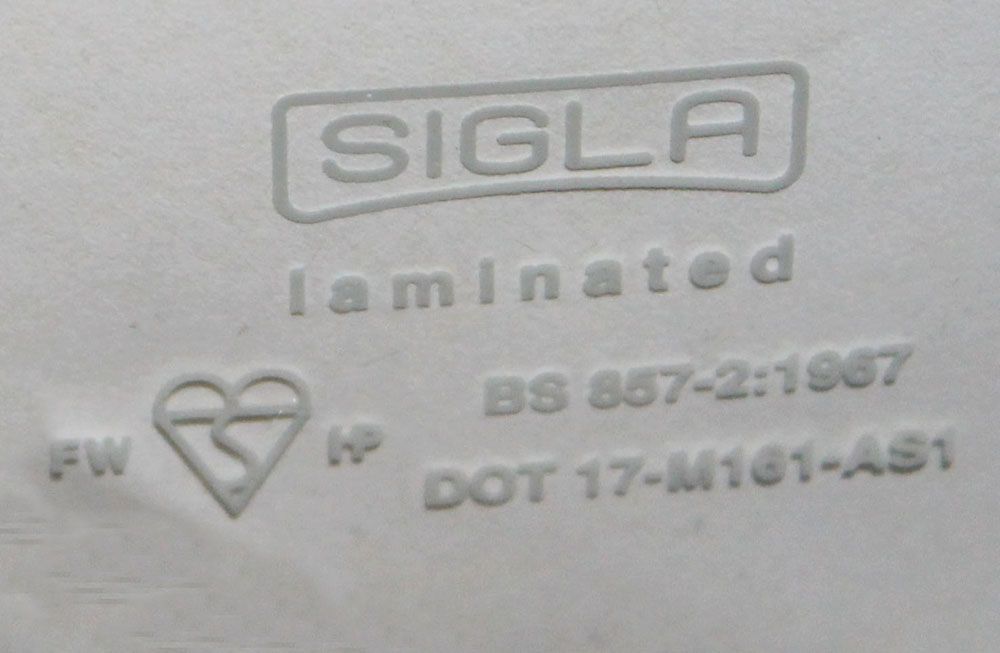 SIGLA
laminated
BS 857-2:1967
FW HP
DOT 17-M161-AS1